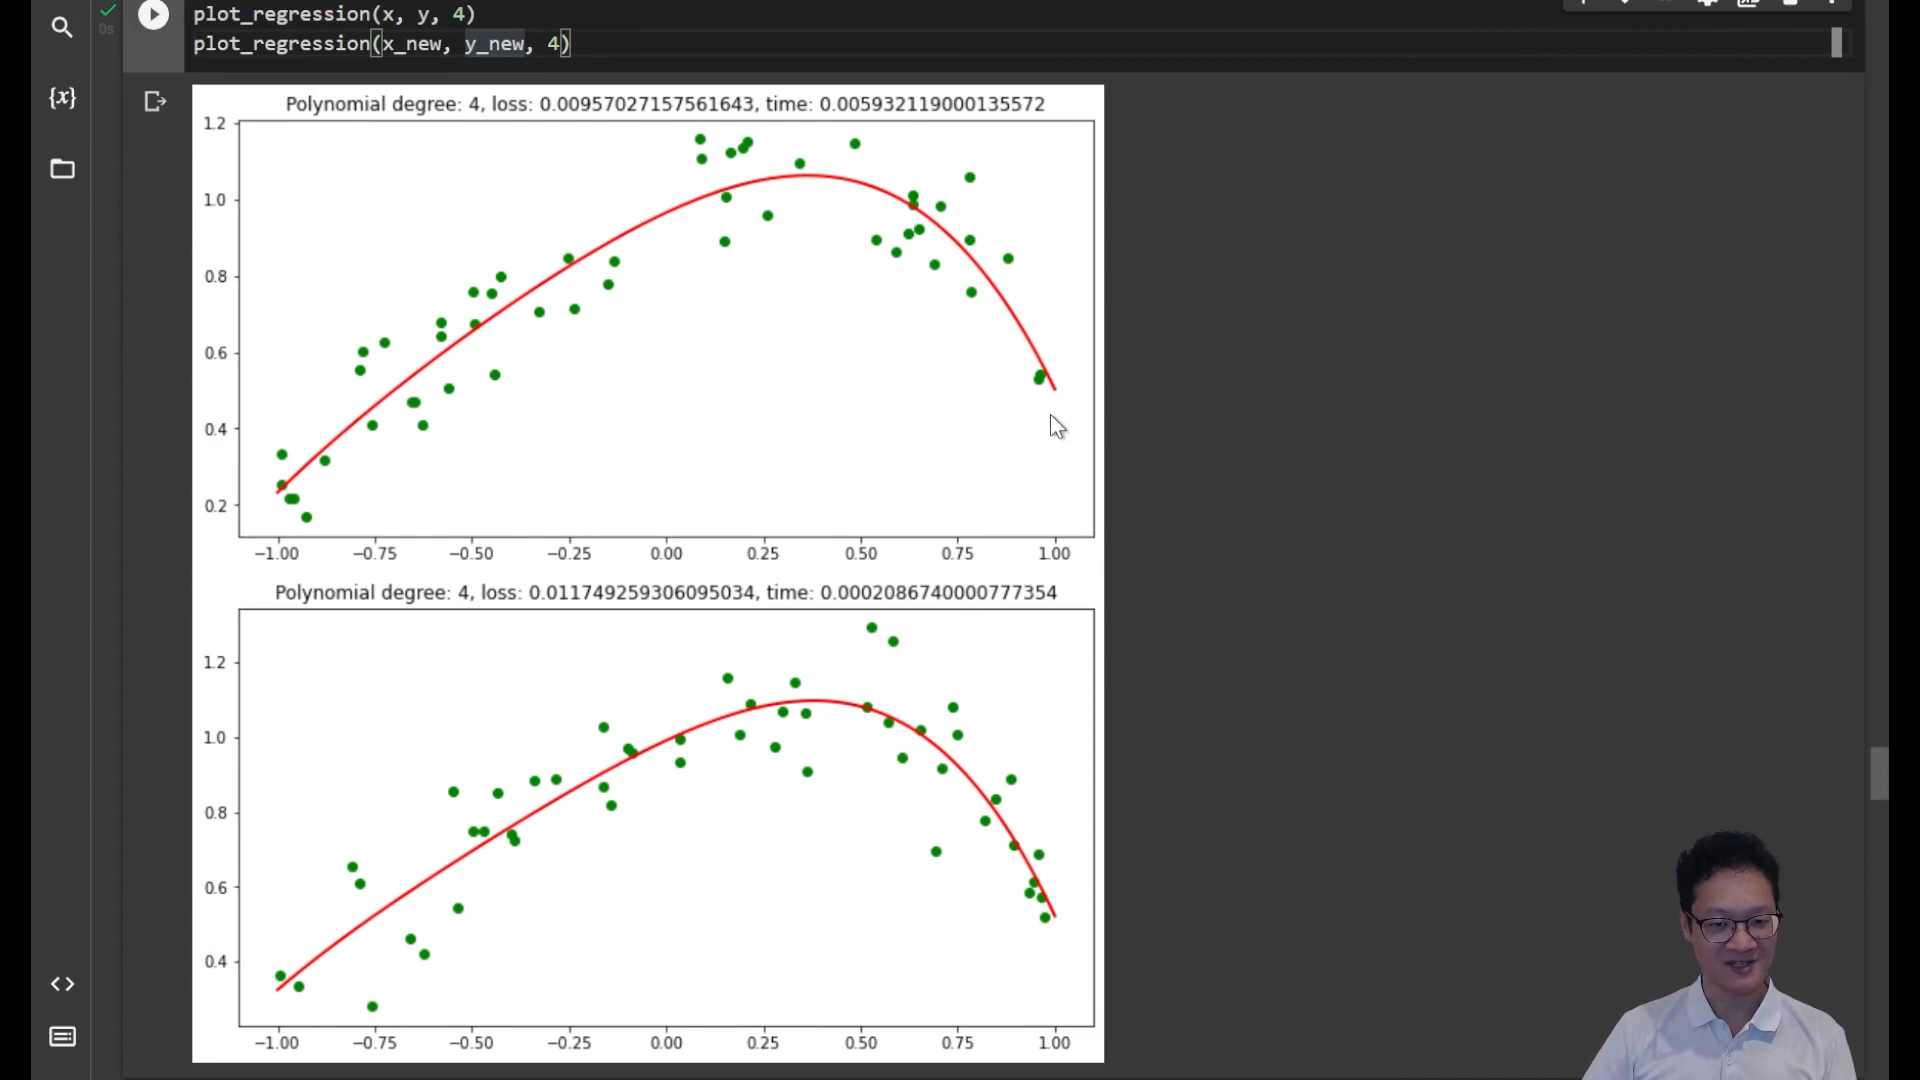 plot_regression(x, y, 4)
plot_regression(x_new, y_new, 4)
0s
{x}
Polynomial degree: 4, loss: 0.00957027157561643, time: 0.005932119000135572
1.2
1.0
0.8
0.6
0.4
0.2
−1.00 −0.75 −0.50 −0.25 0.00 0.25 0.50 0.75 1.00
Polynomial degree: 4, loss: 0.011749259306095034, time: 0.0002086740000777354
1.2
1.0
0.8
0.6
0.4
−1.00 −0.75 −0.50 −0.25 0.00 0.25 0.50 0.75 1.00